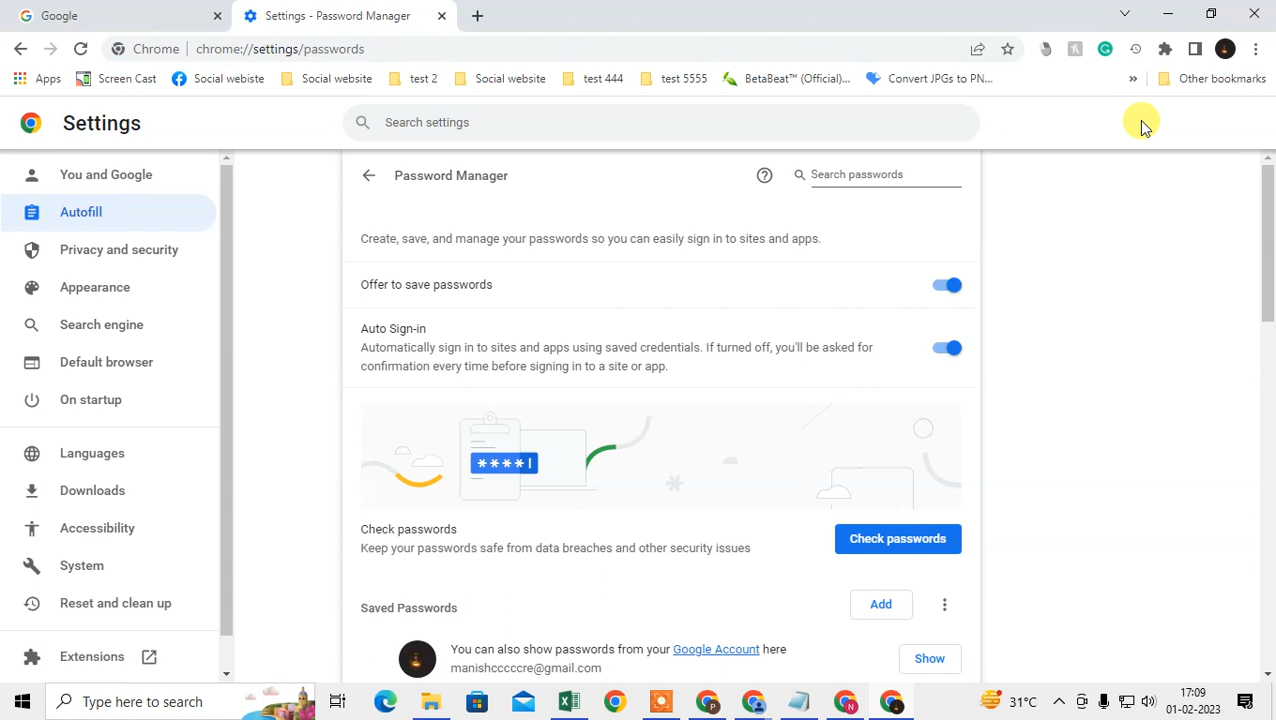 Google
Settings - Password Manager
Chrome
chrome://settings/passwords
Apps
Screen Cast
Social webiste
Social website
test 2
Social website
test 444
test 5555
BetaBeat™ (Official)...
Convert JPGs to PN...
»
Other bookmarks
Settings
Search settings
You and Google
Autofill
Privacy and security
Appearance
Search engine
Default browser
On startup
Languages
Downloads
Accessibility
System
Reset and clean up
Extensions
Password Manager
Search passwords
Create, save, and manage your passwords so you can easily sign in to sites and apps.
Offer to save passwords
Auto Sign-in
Automatically sign in to sites and apps using saved credentials. If turned off, you'll be asked for
confirmation every time before signing in to a site or app.
****
Check passwords
Keep your passwords safe from data breaches and other security issues
Check passwords
Saved Passwords
Add
You can also show passwords from your Google Account here
manishcccccre@gmail.com
Show
Type here to search
31°C
17:09
01-02-2023